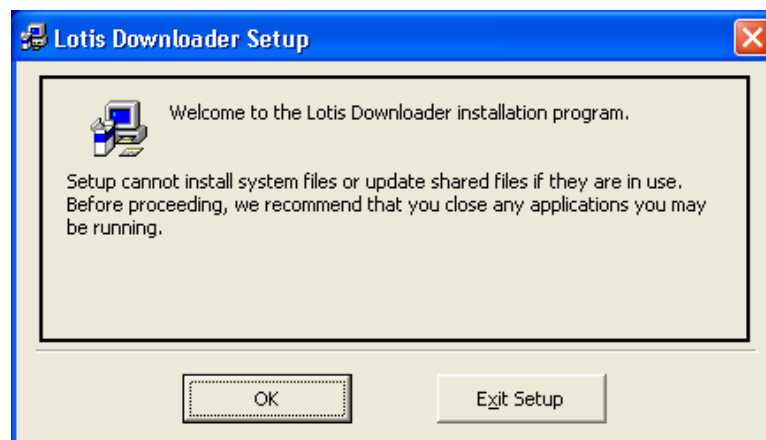 Lotis Downloader Setup
Welcome to the Lotis Downloader installation program.
Setup cannot install system files or update shared files if they are in use.
Before proceeding, we recommend that you close any applications you may
be running.
OK
Exit Setup